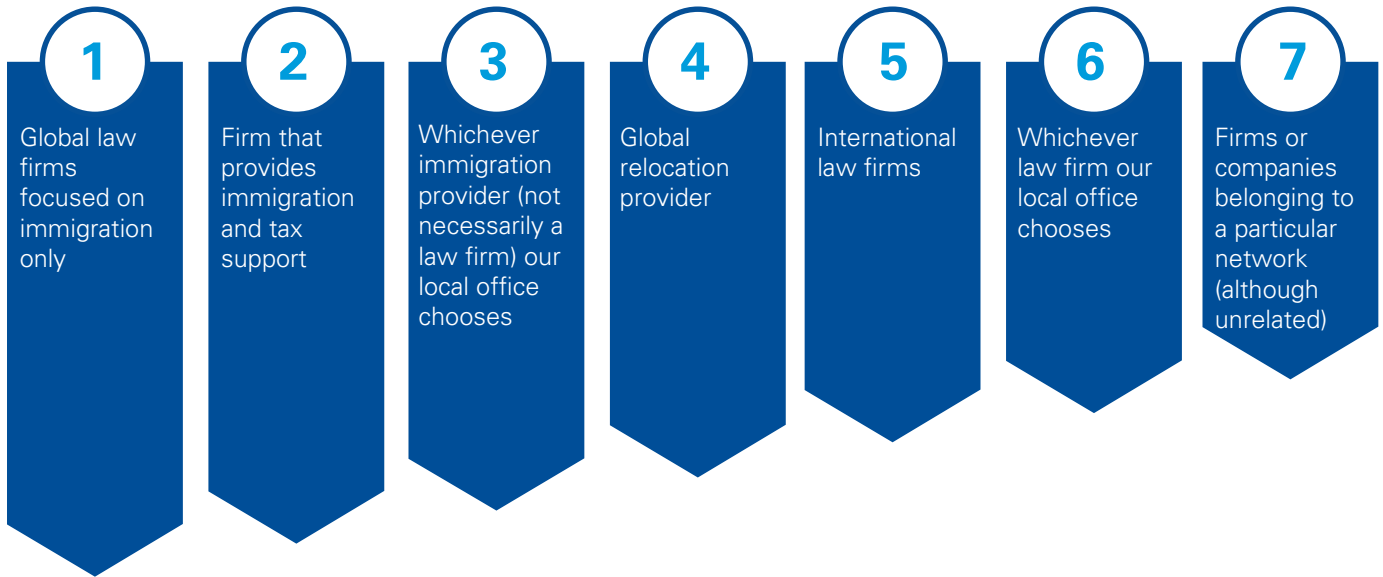 1
Global law
firms
focused on
immigration
only
2
Firm that
provides
immigration
and tax
support
3
Whichever
immigration
provider (not
necessarily a
law firm) our
local office
chooses
4
Global
relocation
provider
5
International
law firms
6
Whichever
law firm our
local office
chooses
7
Firms or
companies
belonging to
a particular
network
(although
unrelated)